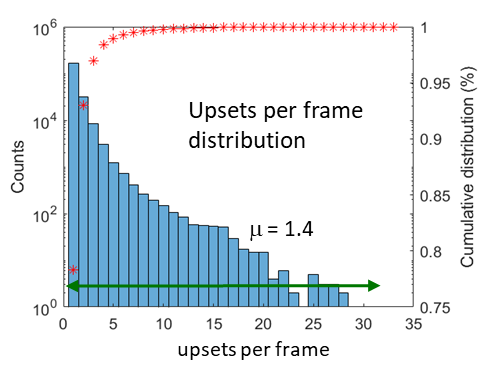 10^6
10^4
10^2
10^0
Counts
Upsets per frame
distribution
μ = 1.4
1
0.95
0.9
0.85
0.8
0.75
Cumulative distribution (%)
0 5 10 15 20 25 30 35
upsets per frame